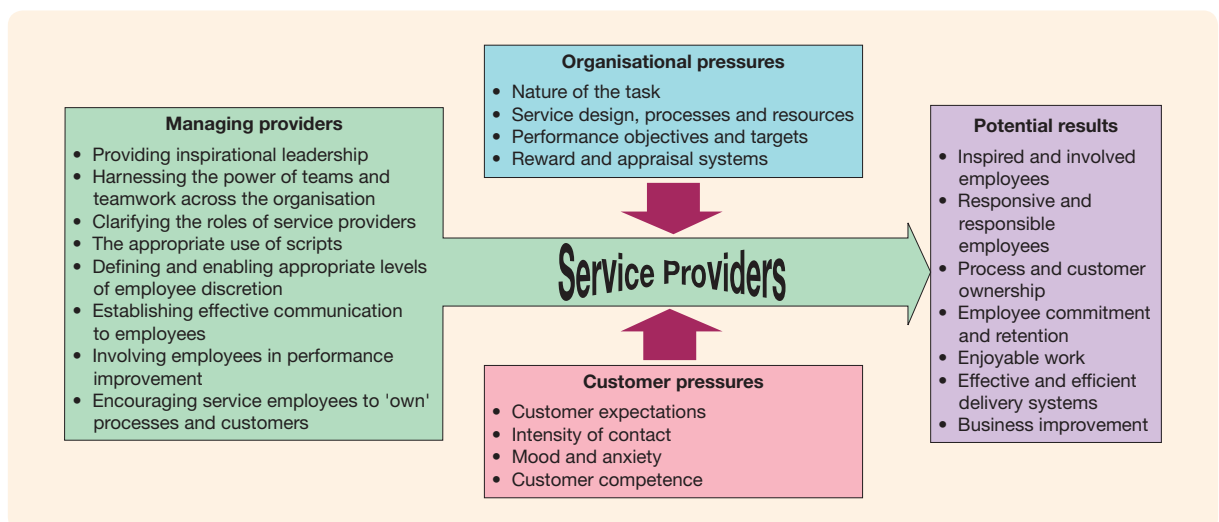 Organisational pressures
• Nature of the task
• Service design, processes and resources
• Performance objectives and targets
• Reward and appraisal systems
Managing providers
• Providing inspirational leadership
• Harnessing the power of teams and
teamwork across the organisation
• Clarifying the roles of service providers
• The appropriate use of scripts
• Defining and enabling appropriate levels
of employee discretion
• Establishing effective communication
to employees
• Involving employees in performance
improvement
• Encouraging service employees to 'own'
processes and customers
Service Providers
Customer pressures
• Customer expectations
• Intensity of contact
• Mood and anxiety
• Customer competence
Potential results
• Inspired and involved
employees
• Responsive and
responsible
employees
• Process and customer
ownership
• Employee commitment
and retention
• Enjoyable work
• Effective and efficient
delivery systems
• Business improvement